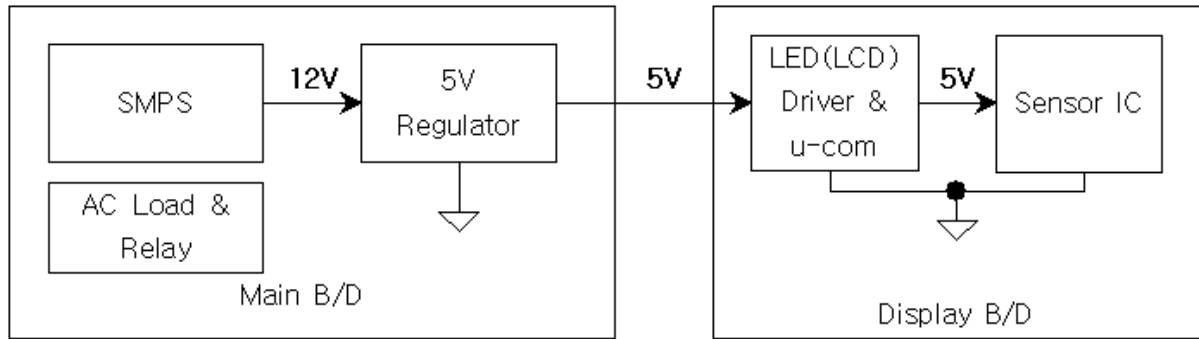 SMPS
12V
5V
Regulator
5V
LED(LCD)
Driver &
u-com
5V
Sensor IC
AC Load &
Relay
Main B/D
Display B/D